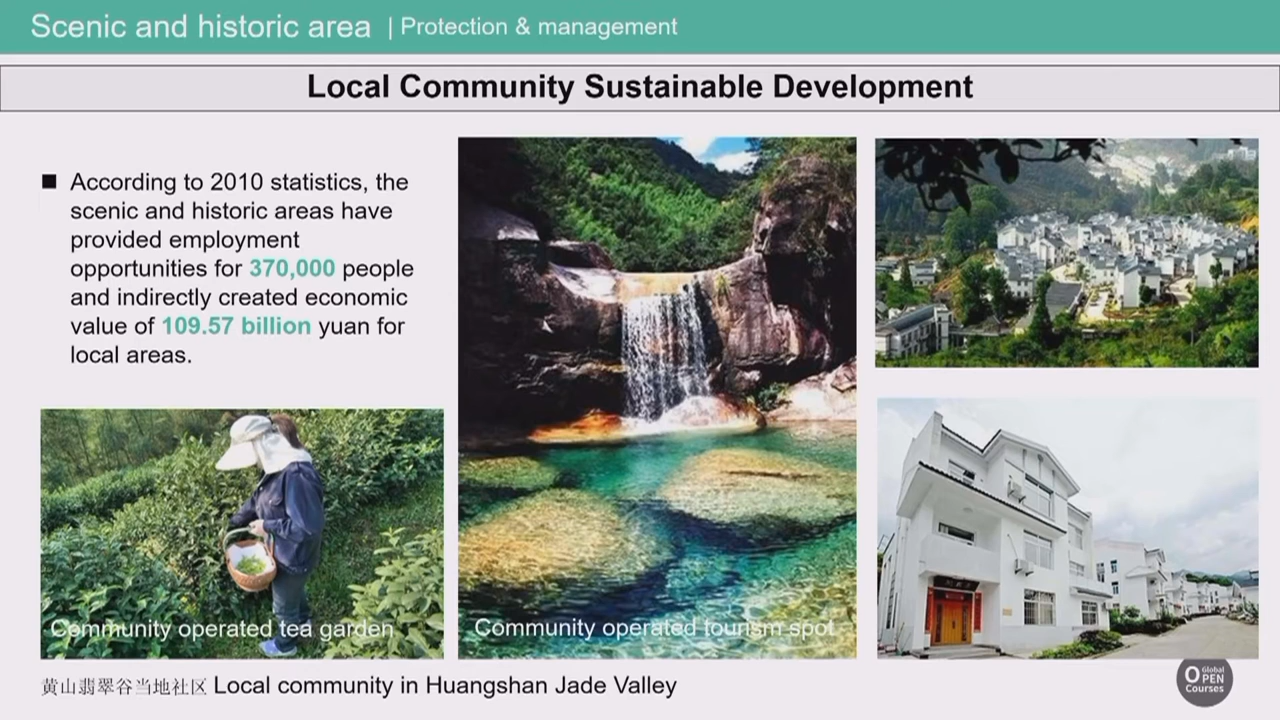 Scenic and historic area | Protection & management
Local Community Sustainable Development
■ According to 2010 statistics, the
scenic and historic areas have
provided employment
opportunities for 370,000 people
and indirectly created economic
value of 109.57 billion yuan for
local areas.
Community operated tea garden
Community operated tourism spot
黄山翡翠谷当地社区 Local community in Huangshan Jade Valley
Global
OPEN
Courses